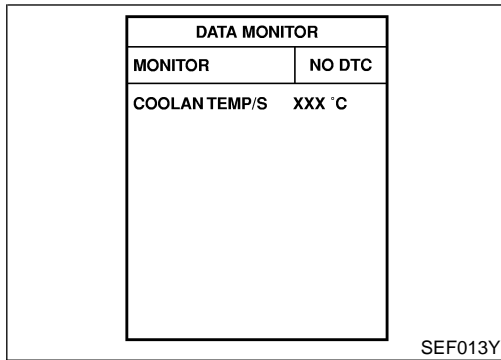 DATA MONITOR
MONITOR NO DTC
COOLAN TEMP/S XXX °C
SEF013Y